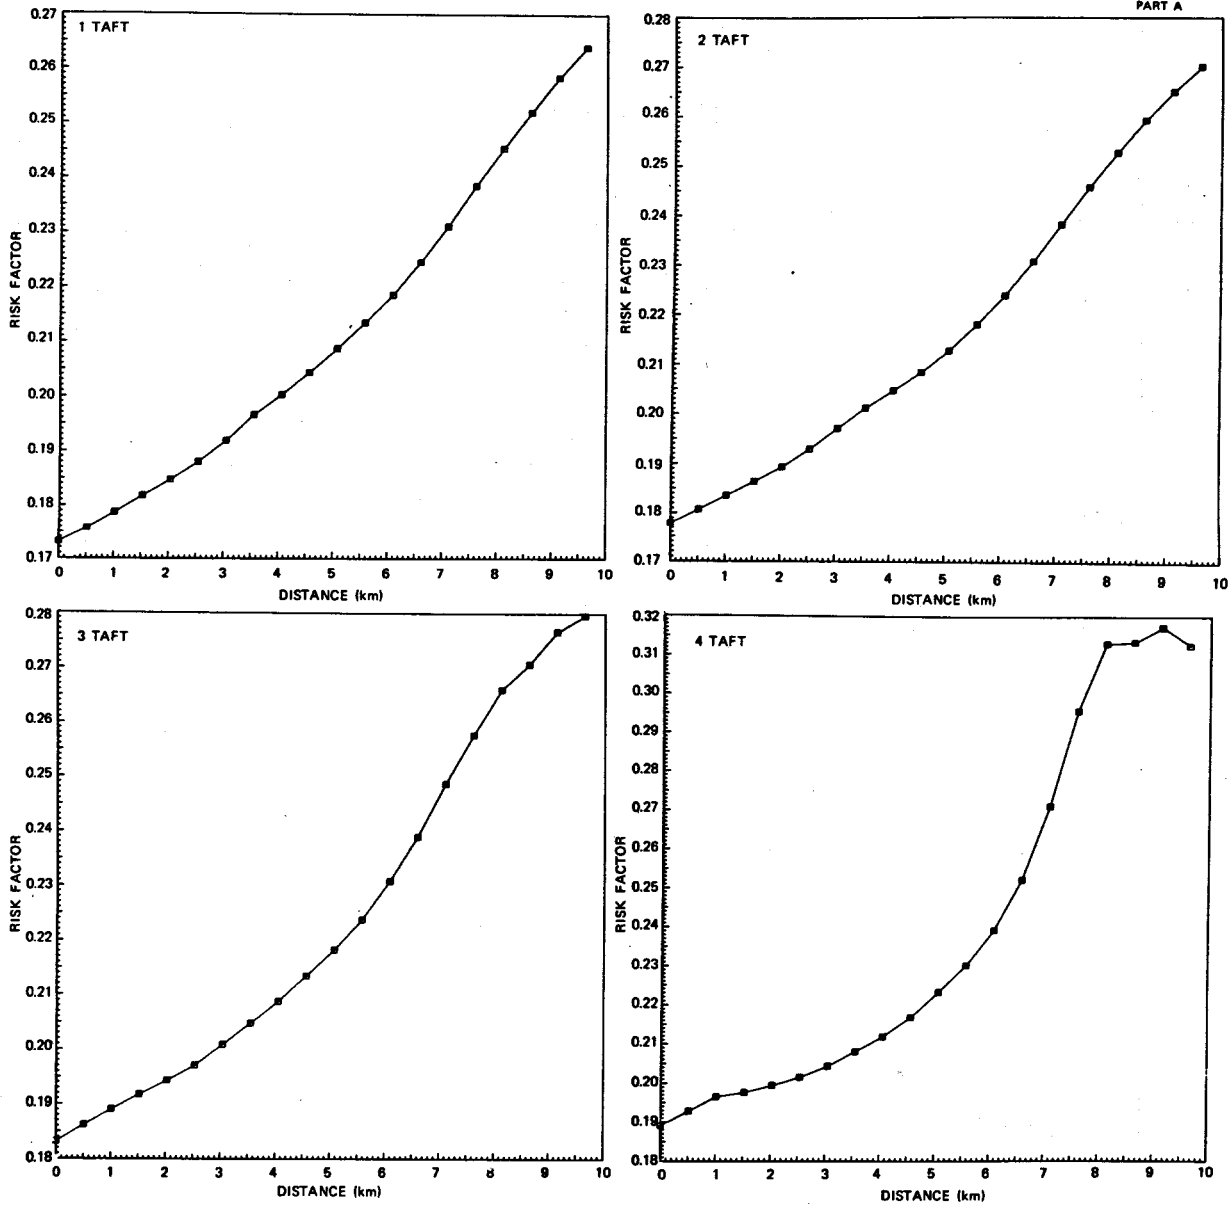 PART A
1 TAFT
RISK FACTOR
0.27
0.26
0.25
0.24
0.23
0.22
0.21
0.20
0.19
0.18
0.17
0 1 2 3 4 5 6 7 8 9 10
DISTANCE (km)
2 TAFT
RISK FACTOR
0.28
0.27
0.26
0.25
0.24
0.23
0.22
0.21
0.20
0.19
0.18
0.17
0 1 2 3 4 5 6 7 8 9 10
DISTANCE (km)
3 TAFT
RISK FACTOR
0.28
0.27
0.26
0.25
0.24
0.23
0.22
0.21
0.20
0.19
0.18
0 1 2 3 4 5 6 7 8 9 10
DISTANCE (km)
4 TAFT
RISK FACTOR
0.32
0.31
0.30
0.29
0.28
0.27
0.26
0.25
0.24
0.23
0.22
0.21
0.20
0.19
0.18
0 1 2 3 4 5 6 7 8 9 10
DISTANCE (km)